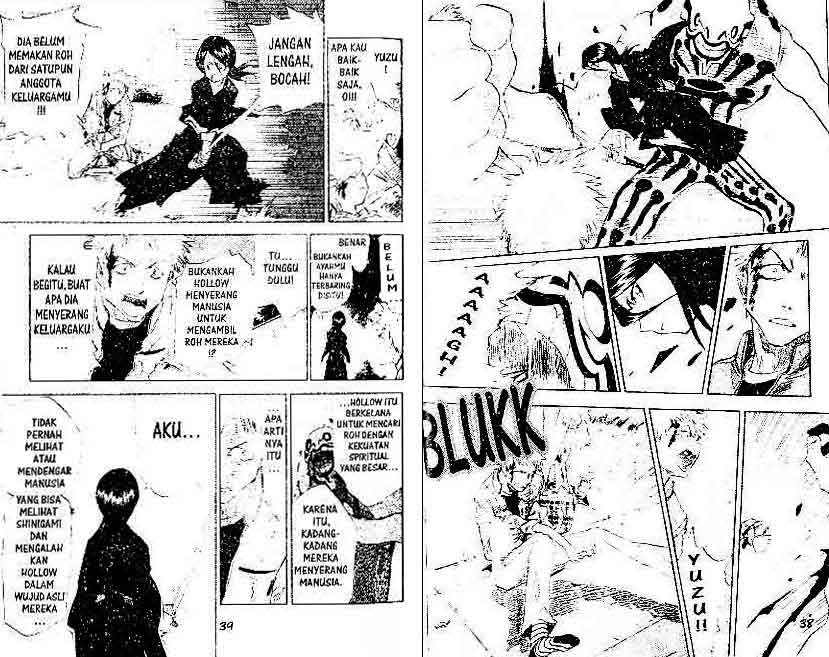 AAAAAGH!
YUZU!!
BLUKK
38
YUZU
!
APA KAU
BAIK-
BAIK
SAJA,
OIII
JANGAN
LENGAH,
BOCAH!
DIA BELUM
MEMAKAN ROH
DARI SATUPUN
ANGGOTA
KELUARGAMU
!!!
BELUM
BENAR
BUKANKAH
AYAHMU
HANYA
TERBARING
DISITU!
TU...
TUNGGU
DULU!
BUKANKAH
HOLLOW
MENYERANG
MANUSIA
UNTUK
MENGAMBIL
ROH MEREKA
!?
KALAU
BEGITU, BUAT
APA DIA
MENYERANG
KELUARGAKU
...
...HOLLOW ITU
BERKELANA
UNTUK MENCARI
ROH DENGAN
KEKUATAN
SPIRITUAL
YANG BESAR...
KARENA
ITU,
KADANG-
KADANG
MEREKA
MENYERANG
MANUSIA.
APA
ARTI
NYA
ITU ...
AKU...
TIDAK
PERNAH
MELIHAT
ATAU
MENDENGAR
MANUSIA
YANG BISA
MELIHAT
SHINIGAMI
DAN
MENGALAH
KAN
HOLLOW
DALAM
WUJUD ASLI
MEREKA
...
39